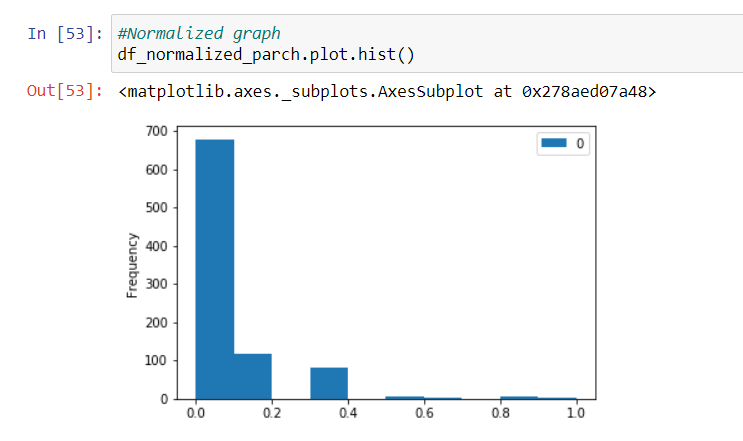 In [53]: #Normalized graph
df_normalized_parch.plot.hist()
Out[53]: <matplotlib.axes._subplots.AxesSubplot at 0x278aed07a48>
700
600
500
400
300
200
100
0
Frequency
0
0.0 0.2 0.4 0.6 0.8 1.0